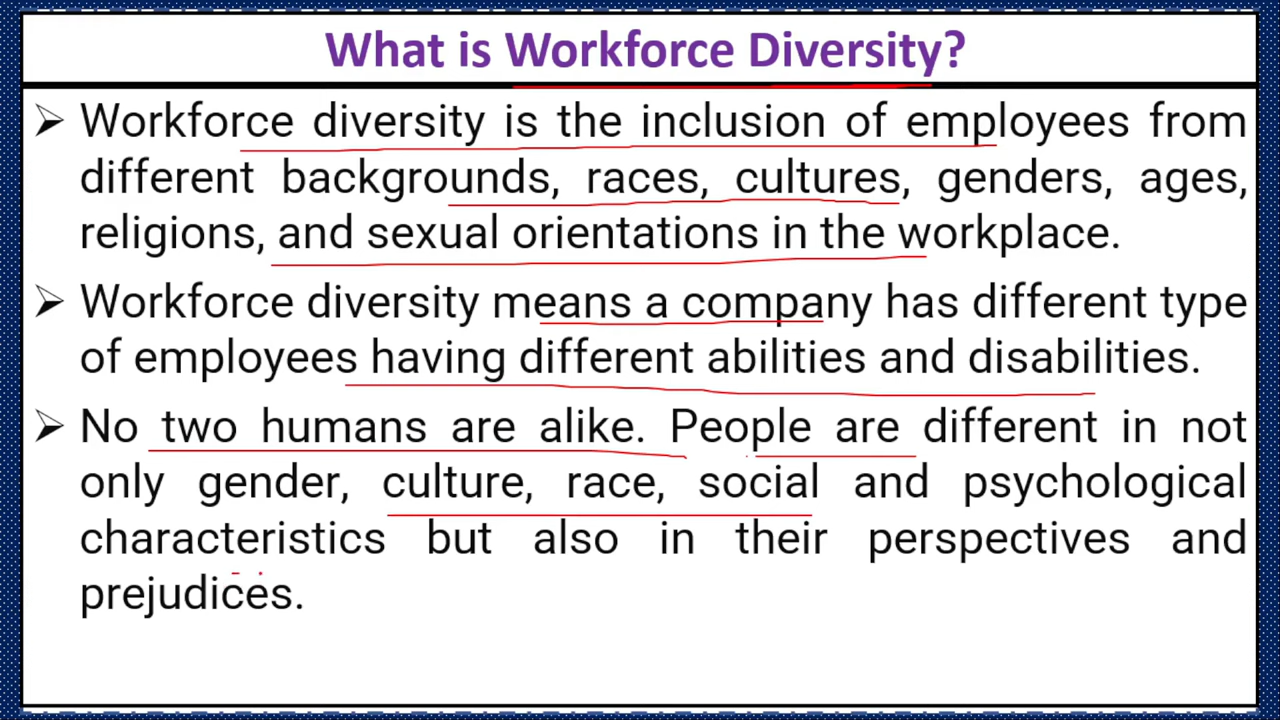 What is Workforce Diversity?
➢ Workforce diversity is the inclusion of employees from
different backgrounds, races, cultures, genders, ages,
religions, and sexual orientations in the workplace.
➢ Workforce diversity means a company has different type
of employees having different abilities and disabilities.
➢ No two humans are alike. People are different in not
only gender, culture, race, social and psychological
characteristics but also in their perspectives and
prejudices.